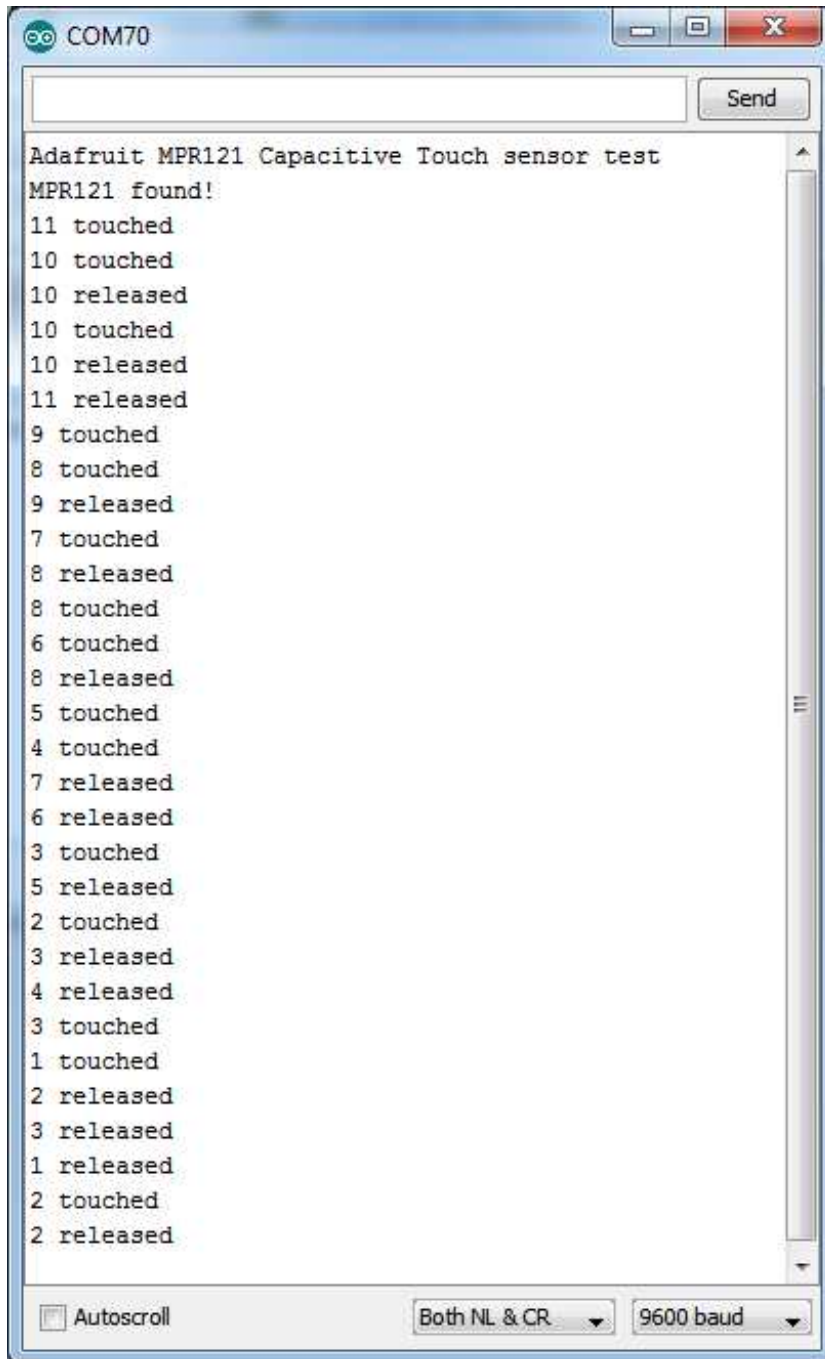 COM70
Send
Adafruit MPR121 Capacitive Touch sensor test
MPR121 found!
11 touched
10 touched
10 released
10 touched
10 released
11 released
9 touched
8 touched
9 released
7 touched
8 released
8 touched
6 touched
8 released
5 touched
4 touched
7 released
6 released
3 touched
5 released
2 touched
3 released
4 released
3 touched
1 touched
2 released
3 released
1 released
2 touched
2 released
Autoscroll Both NL & CR 9600 baud